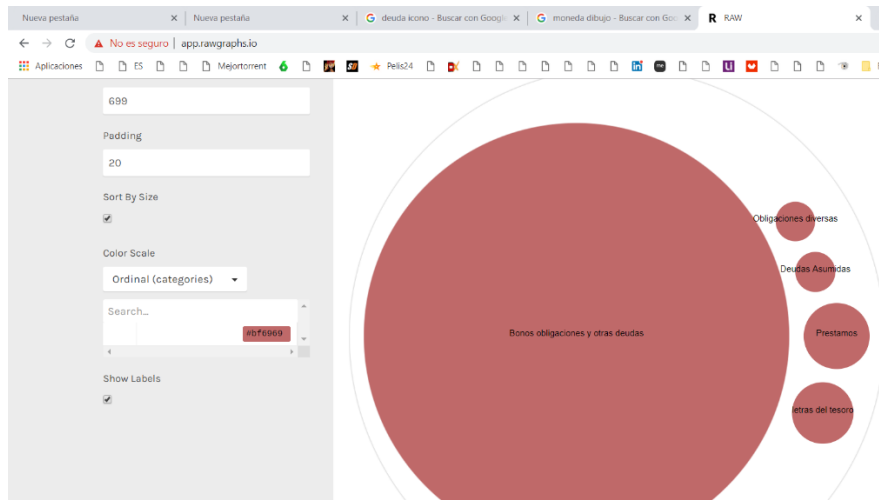 Nueva pestaña
Nueva pestaña
deuda icono - Buscar con Googl
moneda dibujo - Buscar con Goo
R RAW
No es seguro | app.rawgraphs.io
Aplicaciones
ES
Mejortorrent
Pelis24
699
Padding
20
Sort By Size
Color Scale
Ordinal (categories)
Search...
#bf6969
Show Labels
Obligaciones diversas
Deudas Asumidas
Bonos obligaciones y otras deudas
Prestamos
letras del tesoro